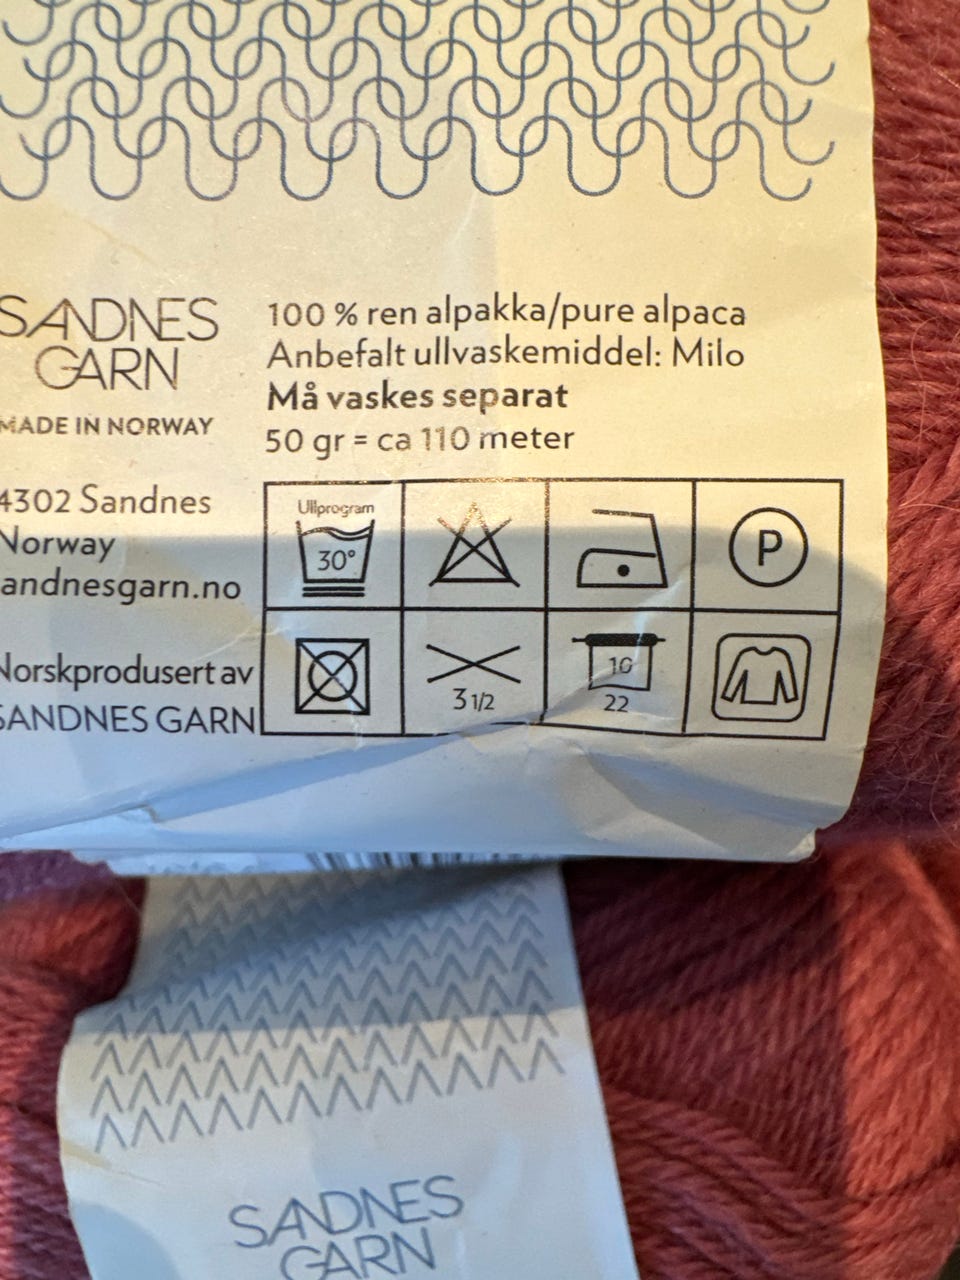 SANDNES
GARN
MADE IN NORWAY
4302 Sandnes
Norway
sandnesgarn.no
Norskprodusert av
SANDNES GARN
100 % ren alpakka/pure alpaca
Anbefalt ullvaskemiddel: Milo
Må vaskes separat
50 gr = ca 110 meter
Ullprogram
30°
P
3 1/2
10
22
SANDNES
GARN